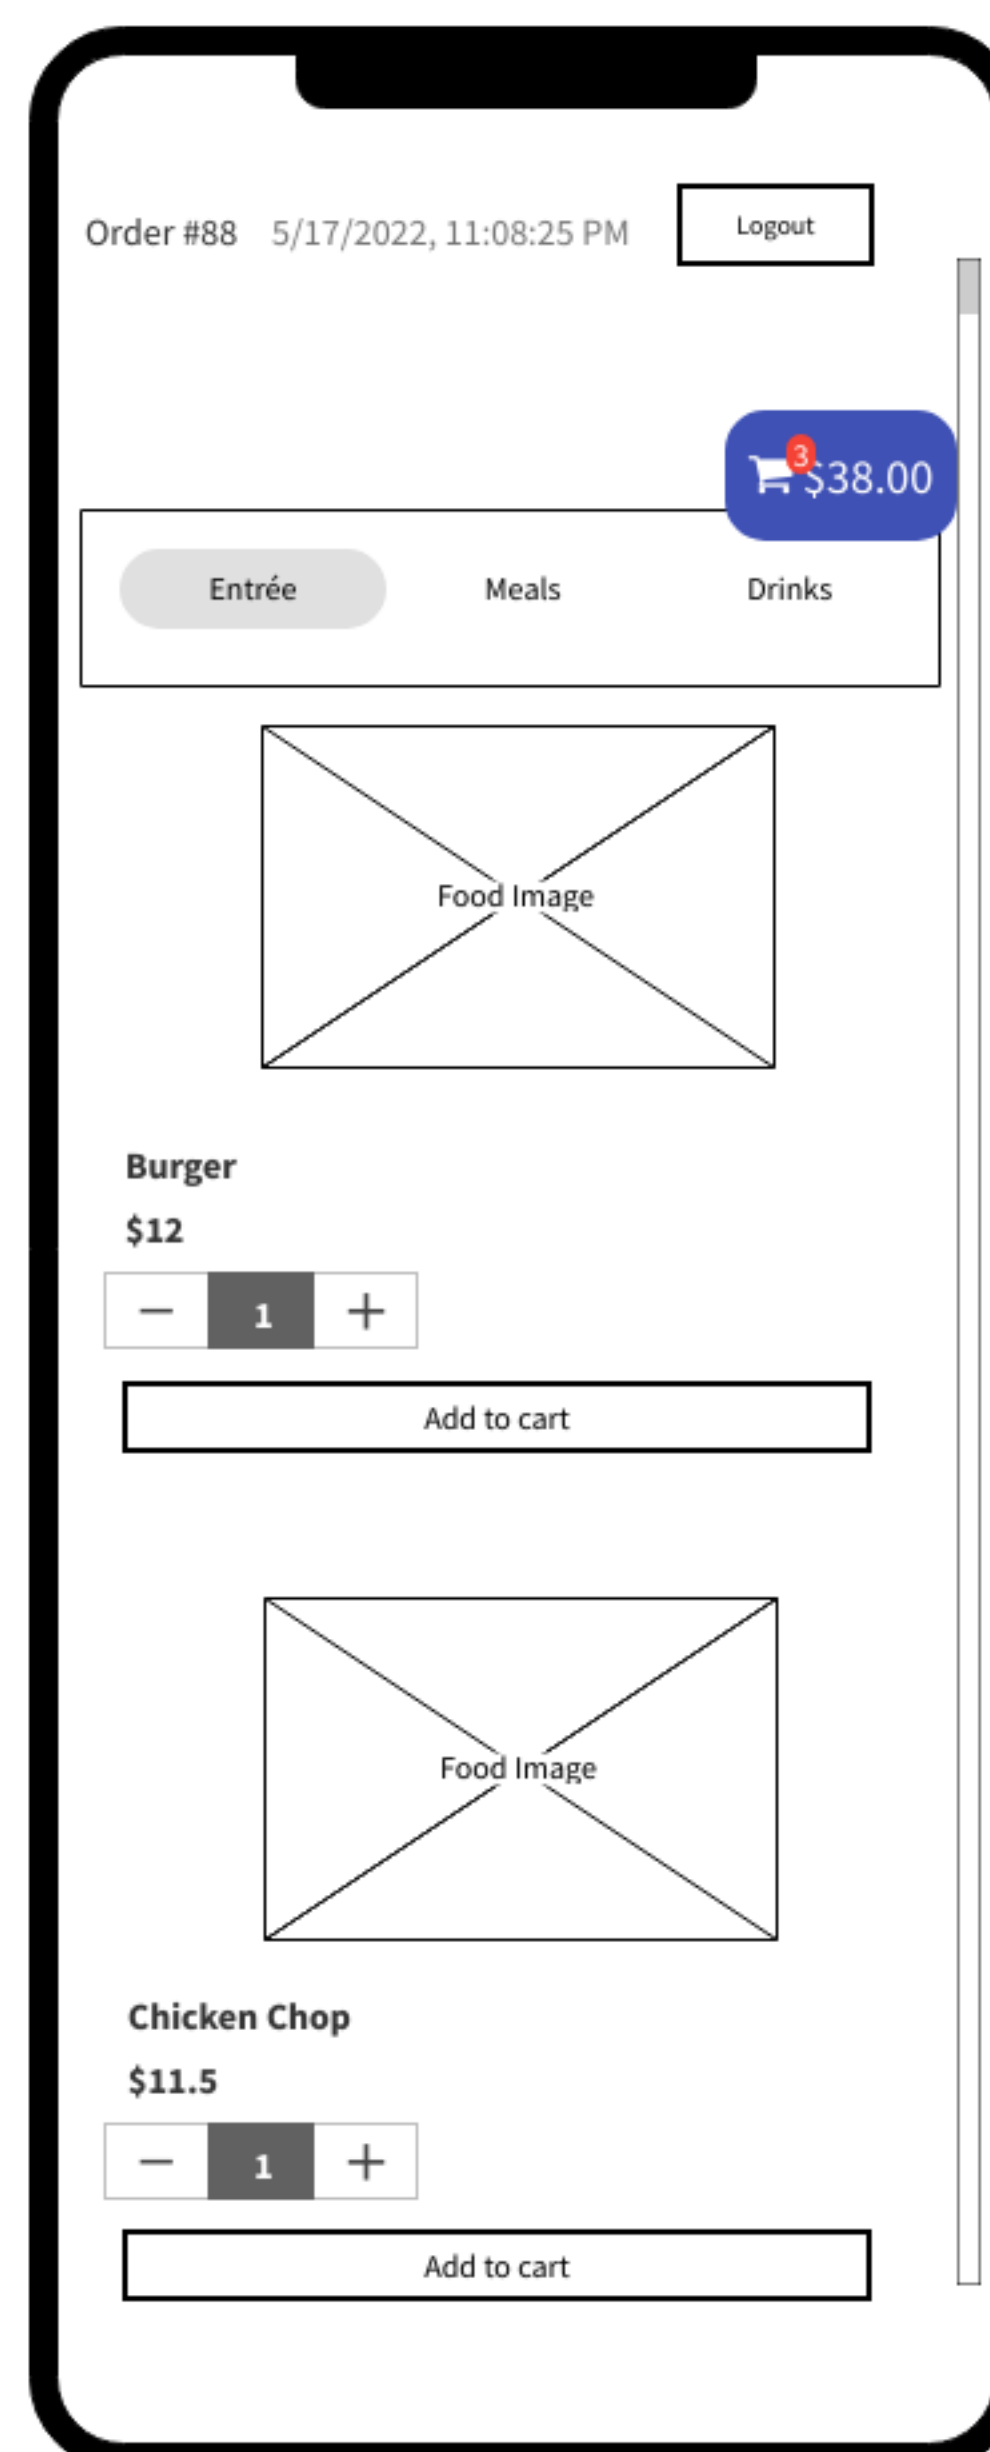 Order #88 5/17/2022, 11:08:25 PM Logout
3 $38.00
Entrée Meals Drinks
Food Image
Burger
$12
− 1 +
Add to cart
Food Image
Chicken Chop
$11.5
− 1 +
Add to cart